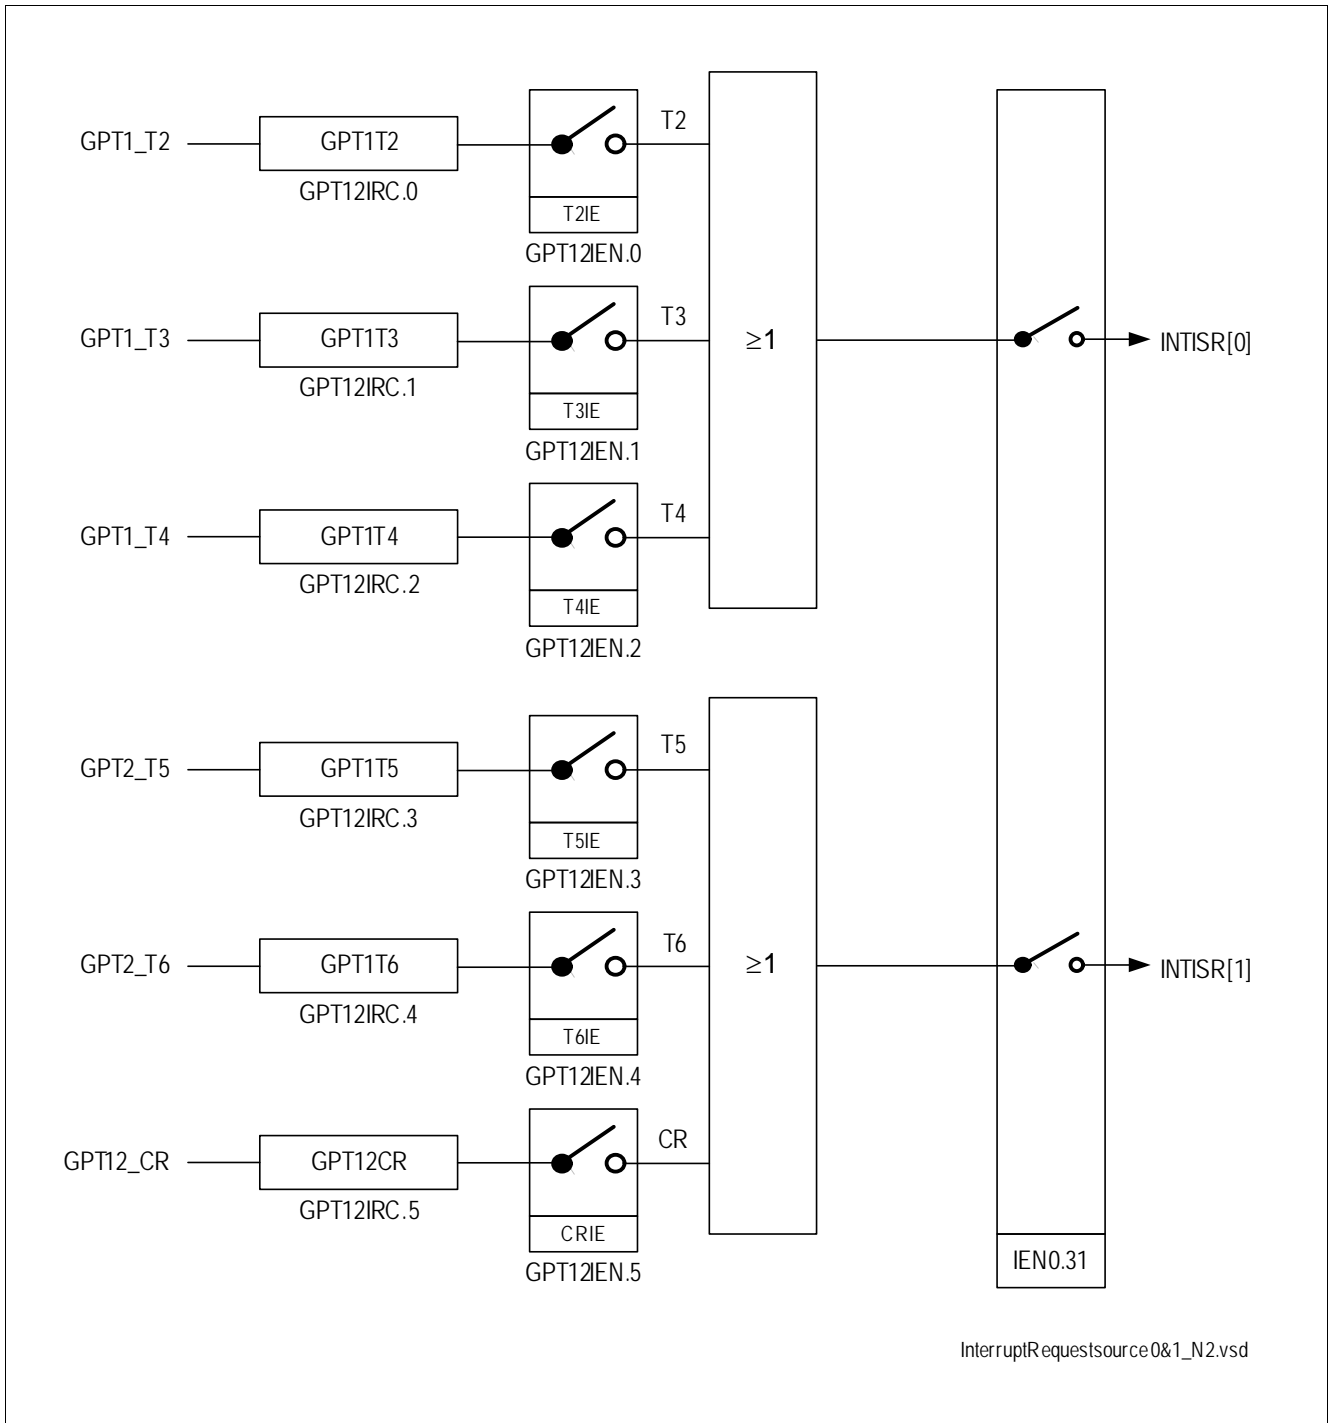 GPT1_T2
GPT1T2
GPT12IRC.0
T2IE
GPT12IEN.0
T2
GPT1_T3
GPT1T3
GPT12IRC.1
T3IE
GPT12IEN.1
T3
≥1
INTISR[0]
GPT1_T4
GPT1T4
GPT12IRC.2
T4IE
GPT12IEN.2
T4
GPT2_T5
GPT1T5
GPT12IRC.3
T5IE
GPT12IEN.3
T5
GPT2_T6
GPT1T6
GPT12IRC.4
T6IE
GPT12IEN.4
T6
≥1
INTISR[1]
GPT12_CR
GPT12CR
GPT12IRC.5
CRIE
GPT12IEN.5
CR
IEN0.31
InterruptRequestsource0&1_N2.vsd